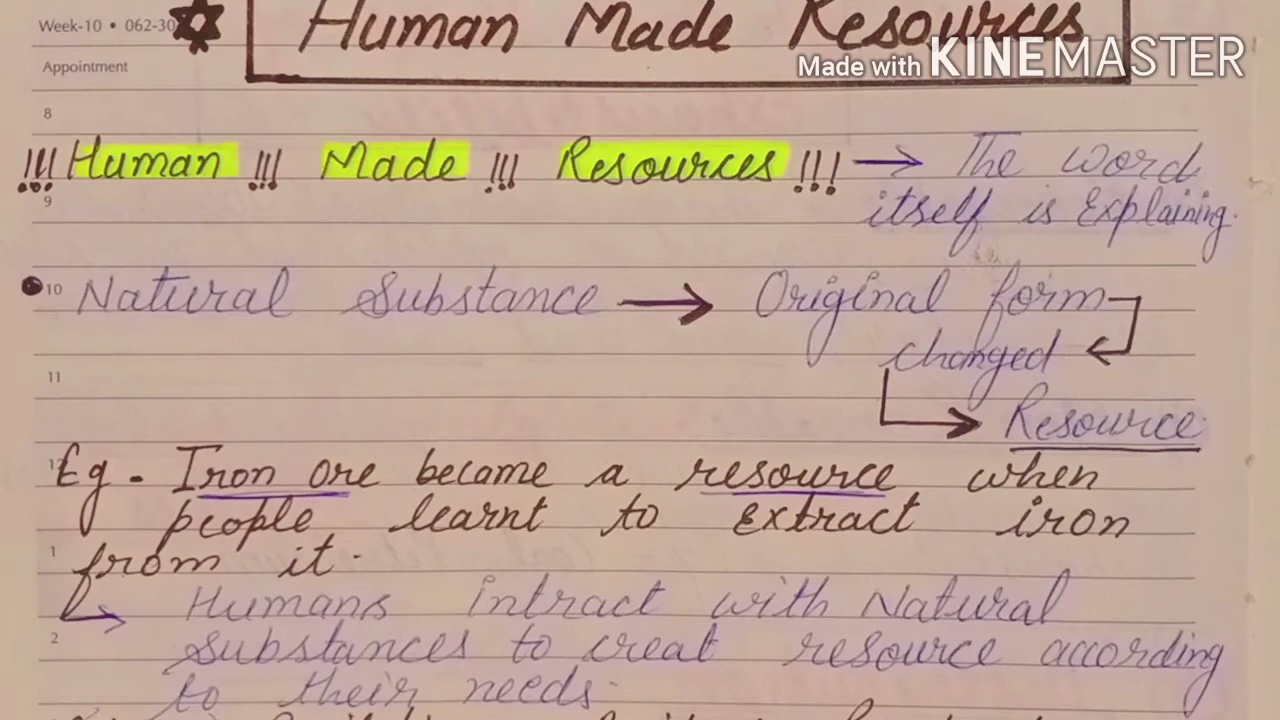 Week-10 • 062-30
Human Made Resources
Made with KINEMASTER
Appointment
8
!!! Human !!! Made !!! Resources !!! → The word
itself is Explaining.
9
10 Natural Substance → Original form
changed
11
Resource
Eg - Iron ore became a resource when
people learnt to extract iron
1
from it.
Humans intract with Natural
2
Substances to creat resource according
to their needs.